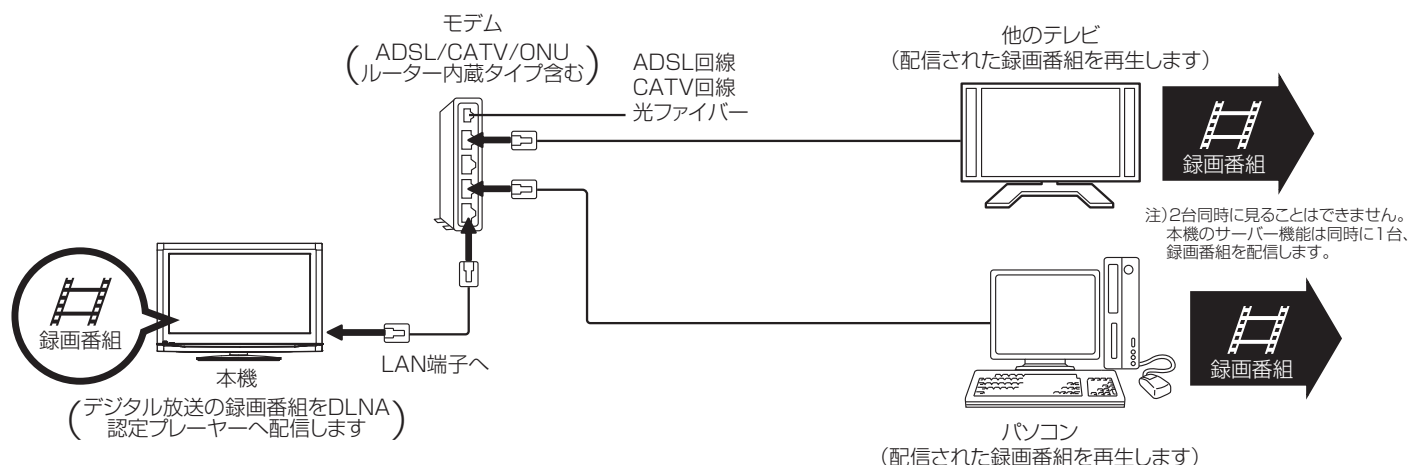 モデム
(ADSL/CATV/ONU
ルーター内蔵タイプ含む)
ADSL回線
CATV回線
光ファイバー
他のテレビ
(配信された録画番組を再生します)
録画番組
注)2台同時に見ることはできません。
本機のサーバー機能は同時に1台、
録画番組を配信します。
録画番組
LAN端子へ
本機
(デジタル放送の録画番組をDLNA
認定プレーヤーへ配信します)
録画番組
パソコン
(配信された録画番組を再生します)